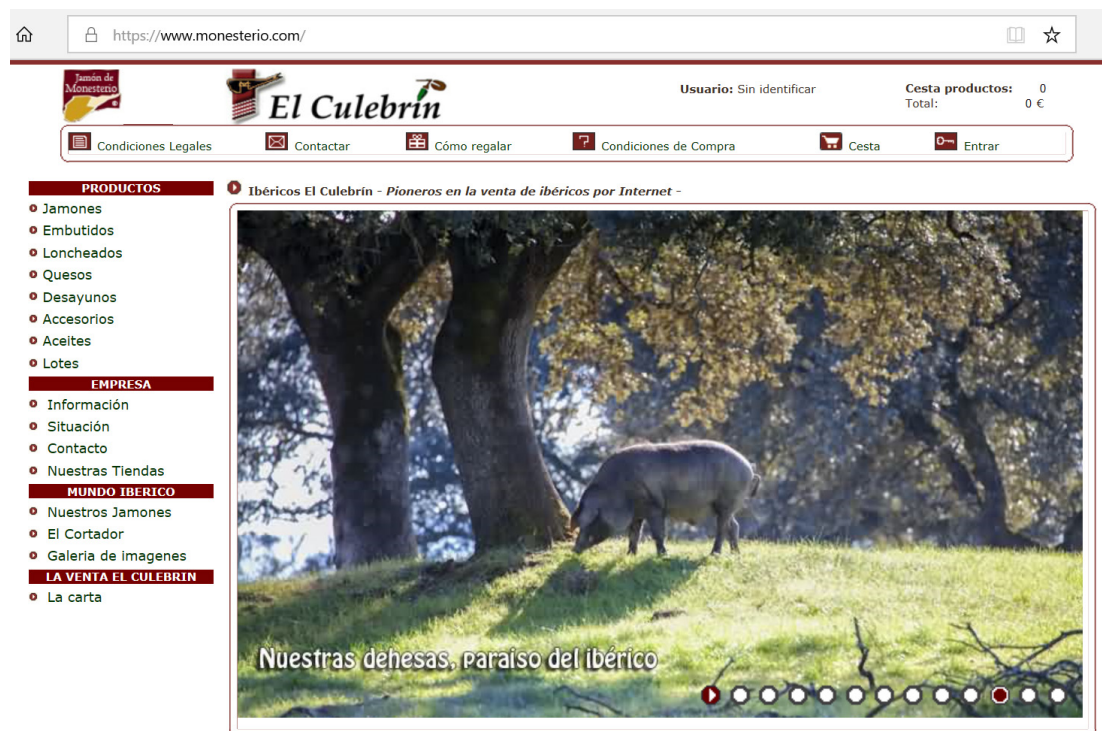 https://www.monesterio.com/
Jamón de
Monesterio
El Culebrín
Usuario: Sin identificar
Cesta productos: 0
Total: 0 €
Condiciones Legales
Contactar
Cómo regalar
Condiciones de Compra
Cesta
Entrar
PRODUCTOS
Jamones
Embutidos
Loncheados
Quesos
Desayunos
Accesorios
Aceites
Lotes
EMPRESA
Información
Situación
Contacto
Nuestras Tiendas
MUNDO IBERICO
Nuestros Jamones
El Cortador
Galeria de imagenes
LA VENTA EL CULEBRIN
La carta
Ibéricos El Culebrín - Pioneros en la venta de ibéricos por Internet -
Nuestras dehesas, paraiso del ibérico